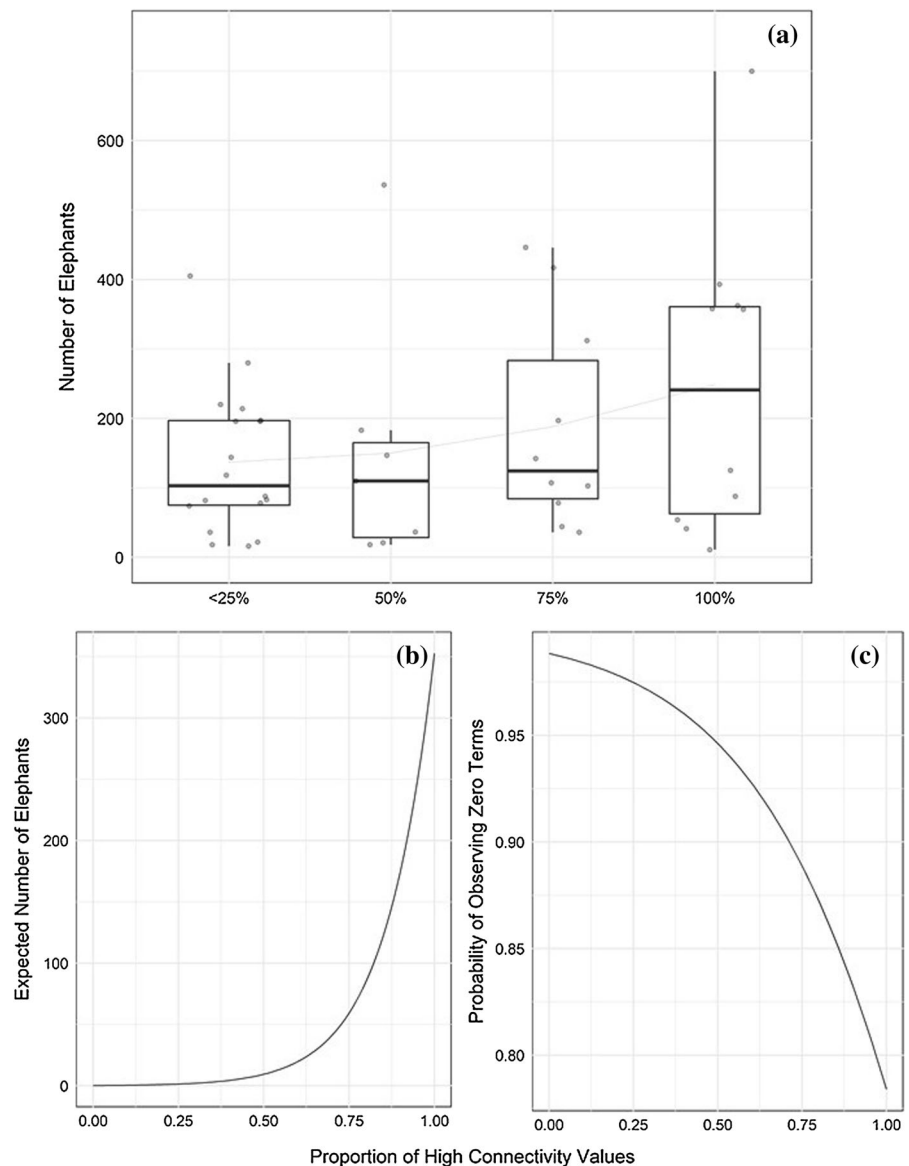 (a)
600
400
200
0
Number of Elephants
<25% 50% 75% 100%
(b)
300
200
100
0
Expected Number of Elephants
0.00 0.25 0.50 0.75 1.00
(c)
0.95
0.90
0.85
0.80
Probability of Observing Zero Terms
0.00 0.25 0.50 0.75 1.00
Proportion of High Connectivity Values